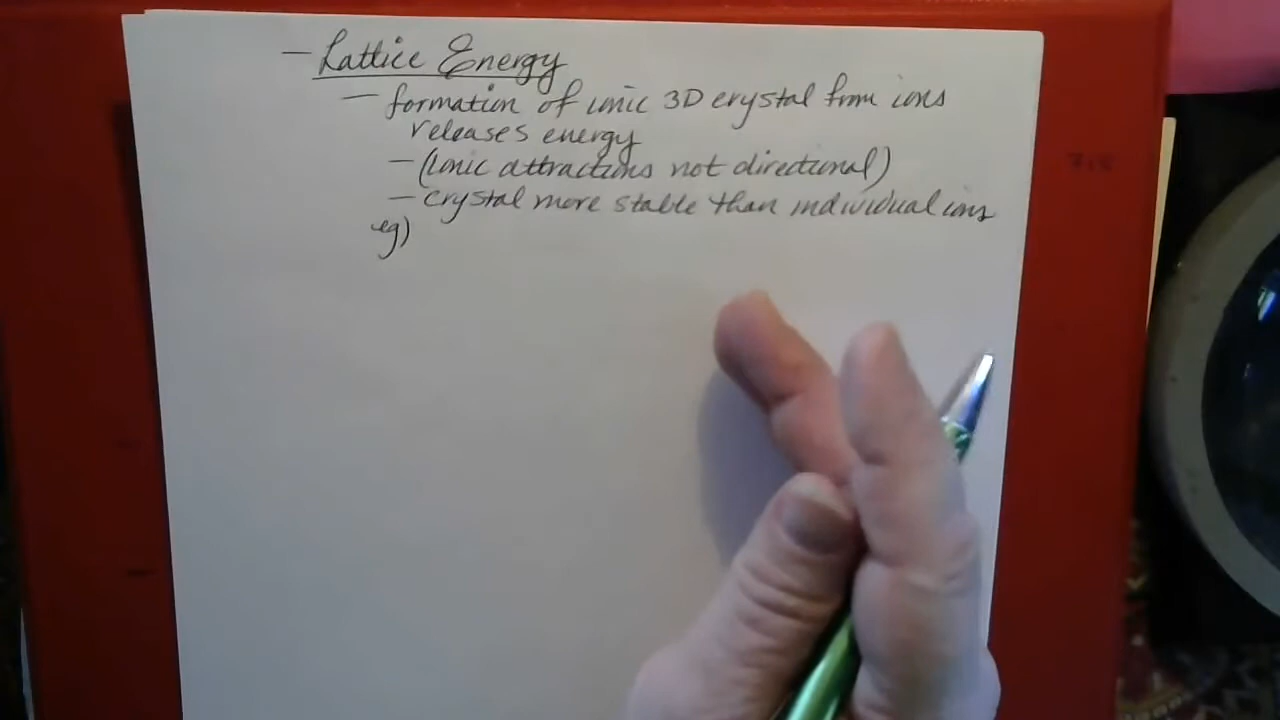 – Lattice Energy
– formation of ionic 3D crystal from ions
releases energy
– (ionic attractions not directional)
– crystal more stable than individual ions
eg)